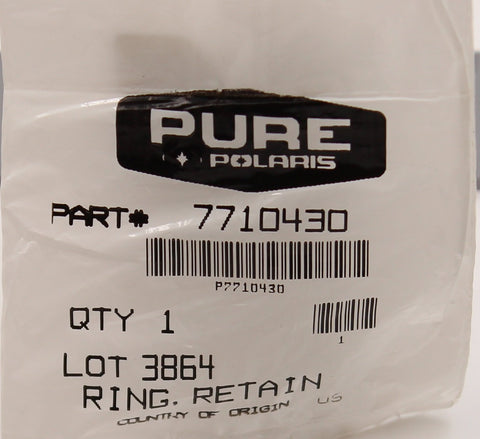 PURE
POLARIS
PART# 7710430
P7710430
QTY 1
1
LOT 3864
RING. RETAIN
COUNTRY OF ORIGIN US